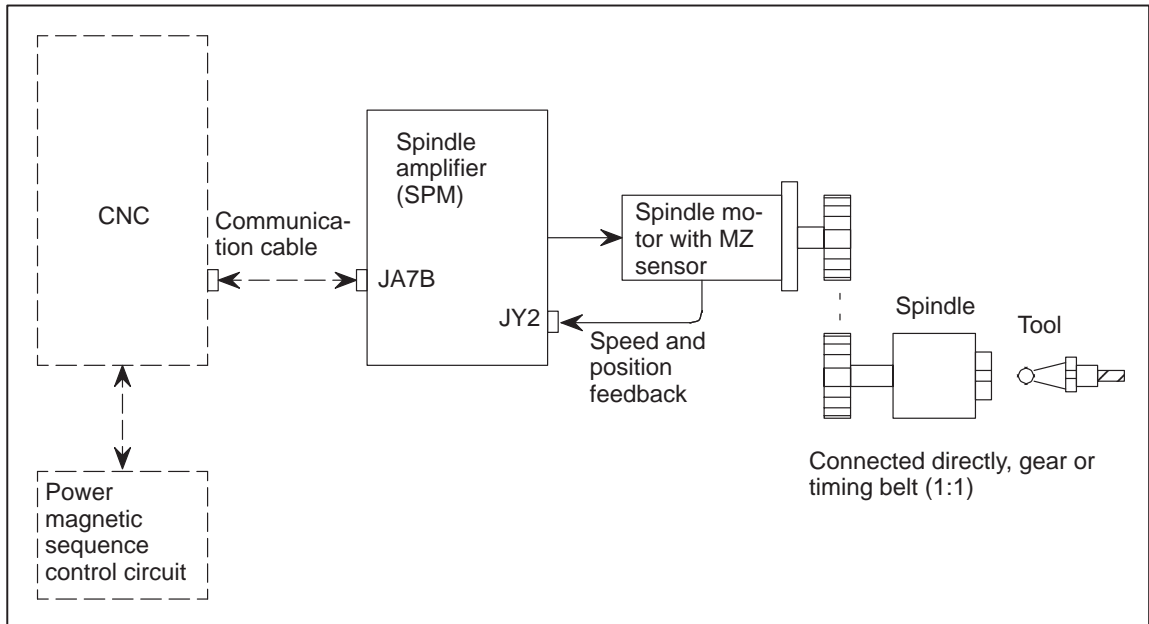 CNC
Communica-
tion cable
Spindle
amplifier
(SPM)
JA7B
JY2
Spindle mo-
tor with MZ
sensor
Speed and
position
feedback
Spindle
Tool
Connected directly, gear or
timing belt (1:1)
Power
magnetic
sequence
control circuit